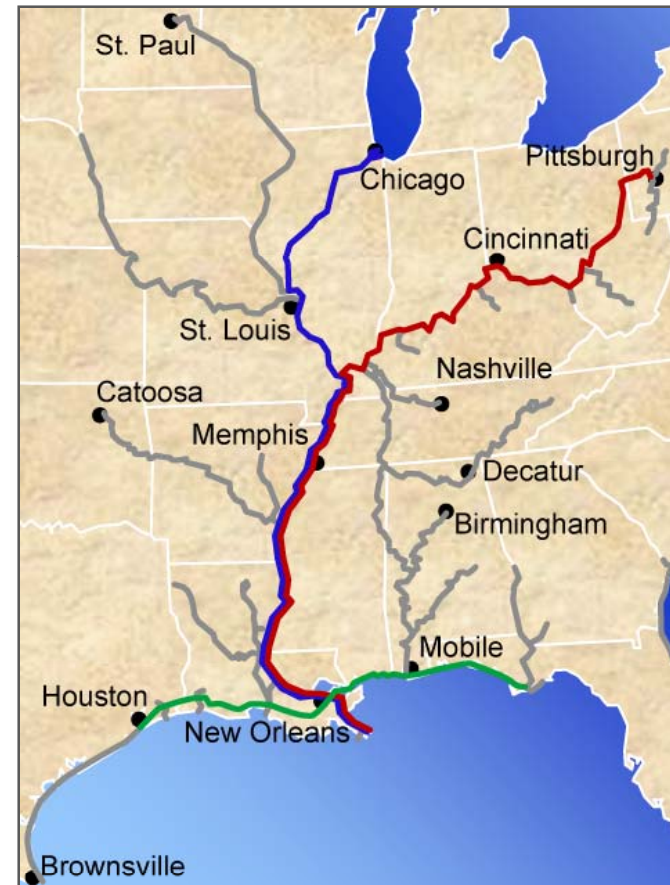 St. Paul
Chicago
Pittsburgh
Cincinnati
St. Louis
Catoosa
Nashville
Memphis
Decatur
Birmingham
Mobile
Houston
New Orleans
Brownsville